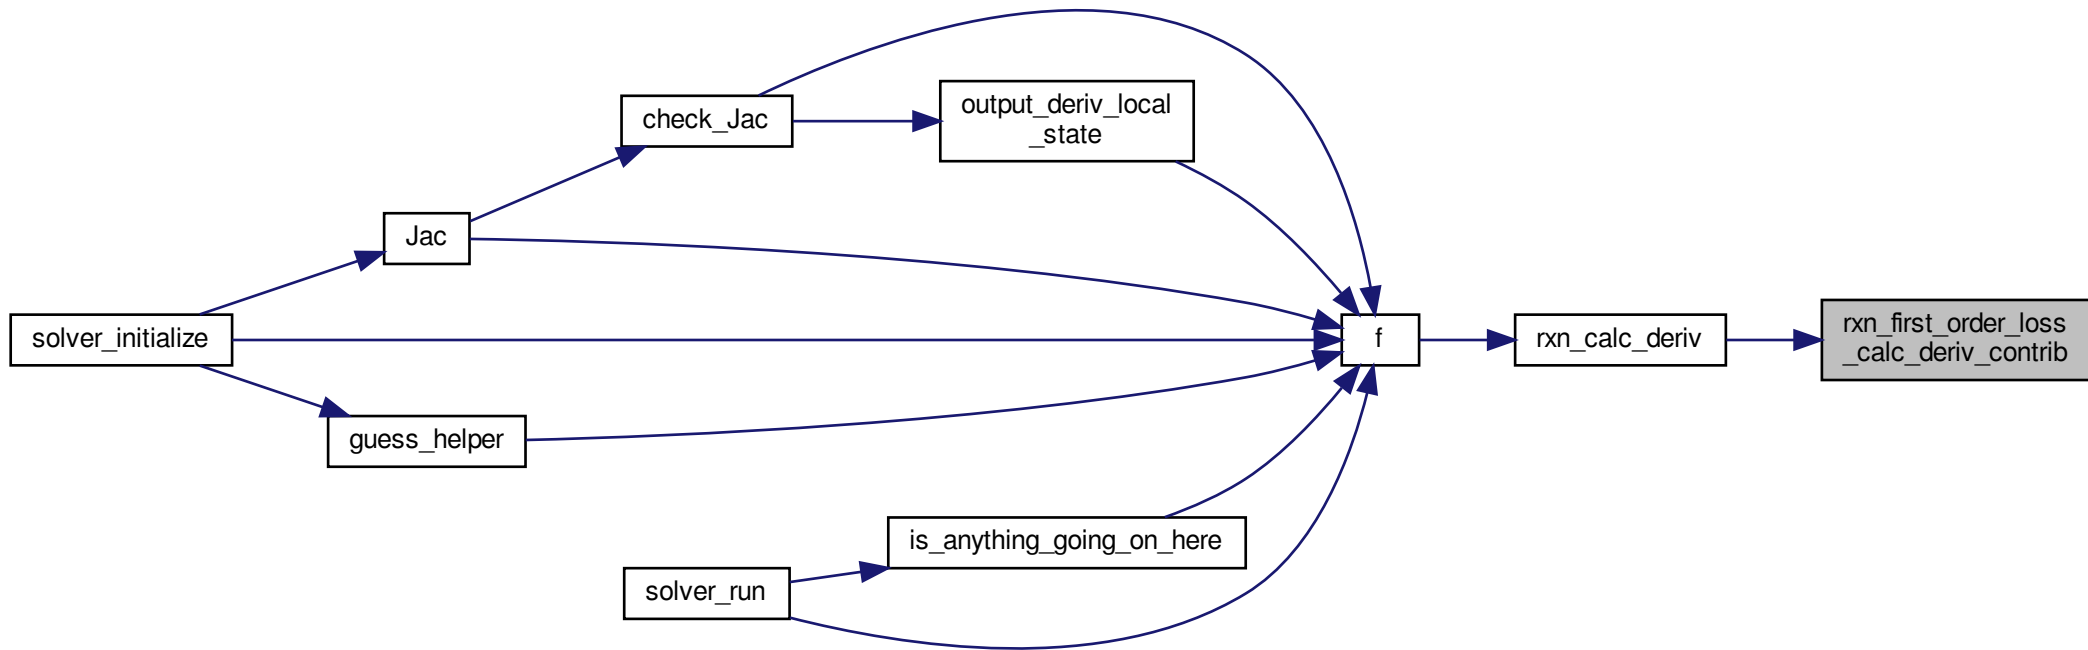 check_Jac
output_deriv_local
_state
Jac
solver_initialize
f
rxn_calc_deriv
rxn_first_order_loss
_calc_deriv_contrib
guess_helper
is_anything_going_on_here
solver_run